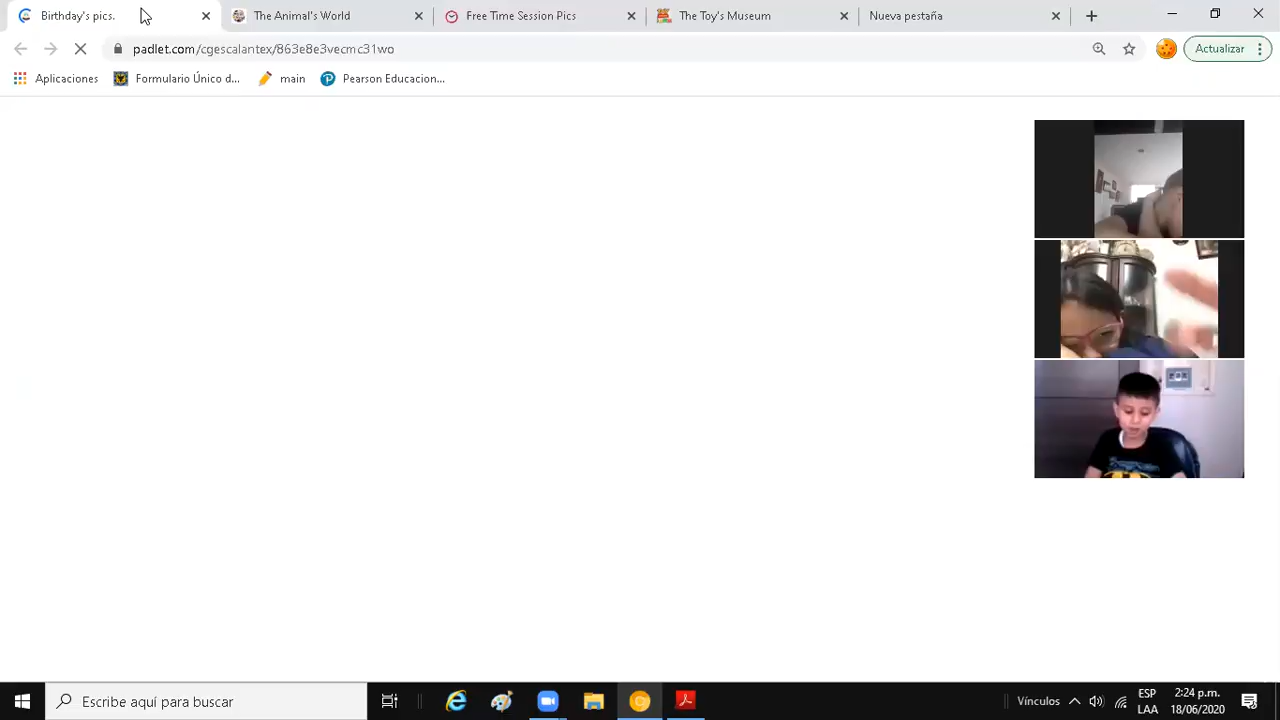 Birthday's pics.
The Animal's World
Free Time Session Pics
The Toy's Museum
Nueva pestaña
padlet.com/cgescalantex/863e8e3vecmc31wo
Actualizar
Aplicaciones
Formulario Único d...
main
Pearson Educacion...
Escribe aquí para buscar
Vínculos
ESP
LAA
2:24 p.m.
18/06/2020